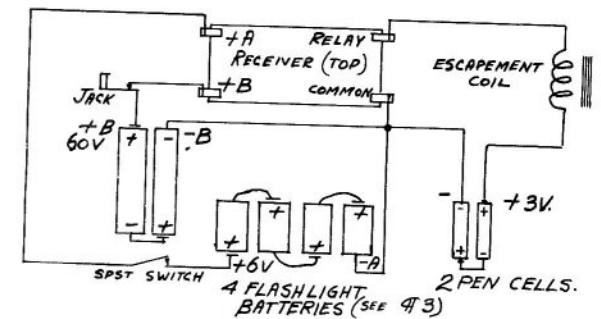 +A
RELAY
RECEIVER (TOP)
ESCAPEMENT
COIL
+B
COMMON
JACK
+B
60V
+
-
-B
-
+
+
+
+
+
-
+
+
-
+3V.
-
+6V
-A
SPST SWITCH
4 FLASHLIGHT
BATTERIES (SEE ¶3)
2 PEN CELLS.